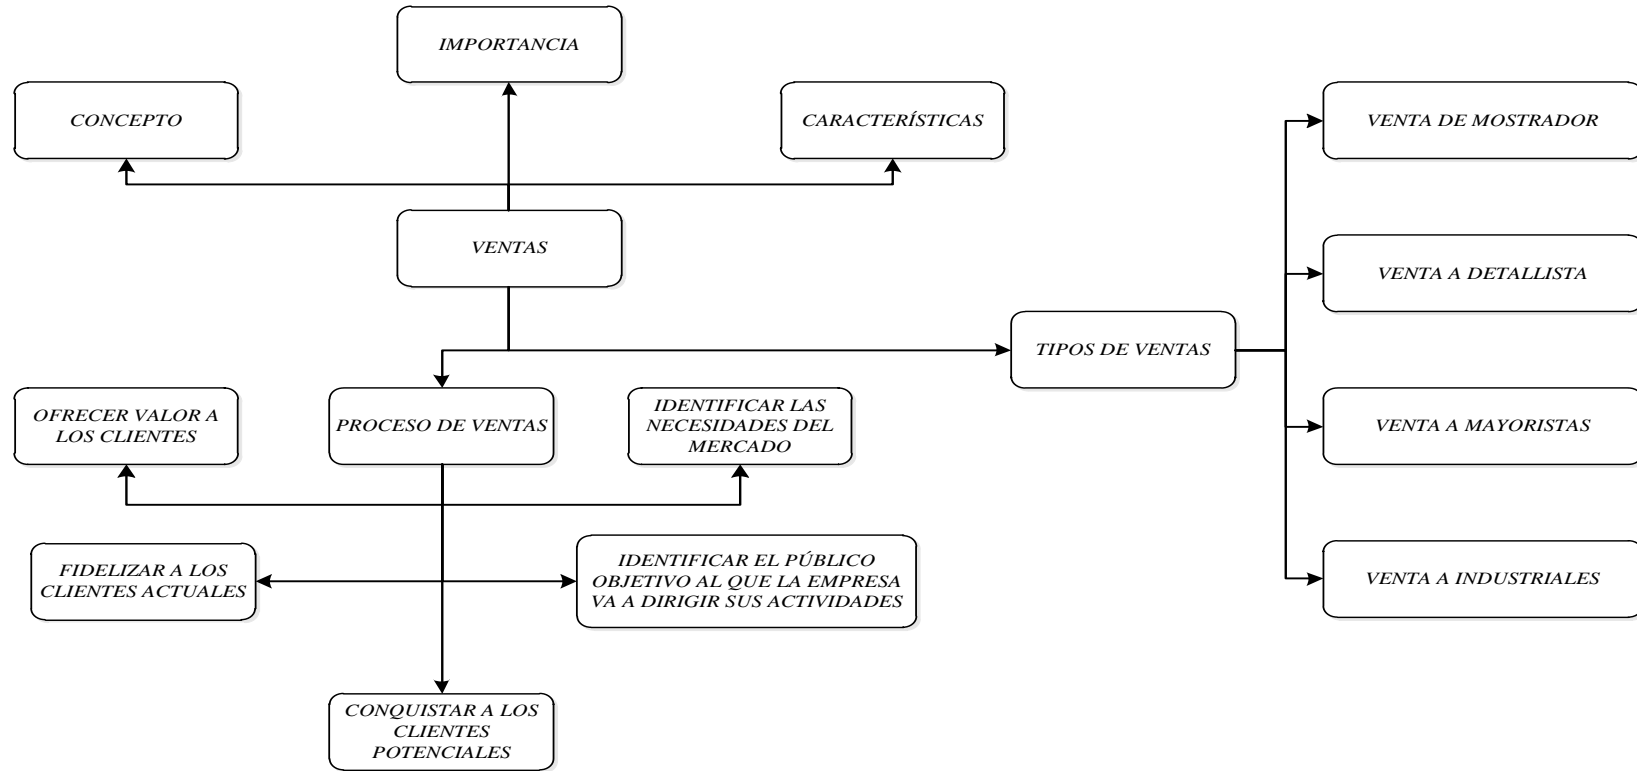 IMPORTANCIA
CONCEPTO
CARACTERÍSTICAS
VENTA DE MOSTRADOR
VENTAS
VENTA A DETALLISTA
TIPOS DE VENTAS
OFRECER VALOR A
LOS CLIENTES
PROCESO DE VENTAS
IDENTIFICAR LAS
NECESIDADES DEL
MERCADO
VENTA A MAYORISTAS
FIDELIZAR A LOS
CLIENTES ACTUALES
IDENTIFICAR EL PÚBLICO
OBJETIVO AL QUE LA EMPRESA
VA A DIRIGIR SUS ACTIVIDADES
VENTA A INDUSTRIALES
CONQUISTAR A LOS
CLIENTES
POTENCIALES